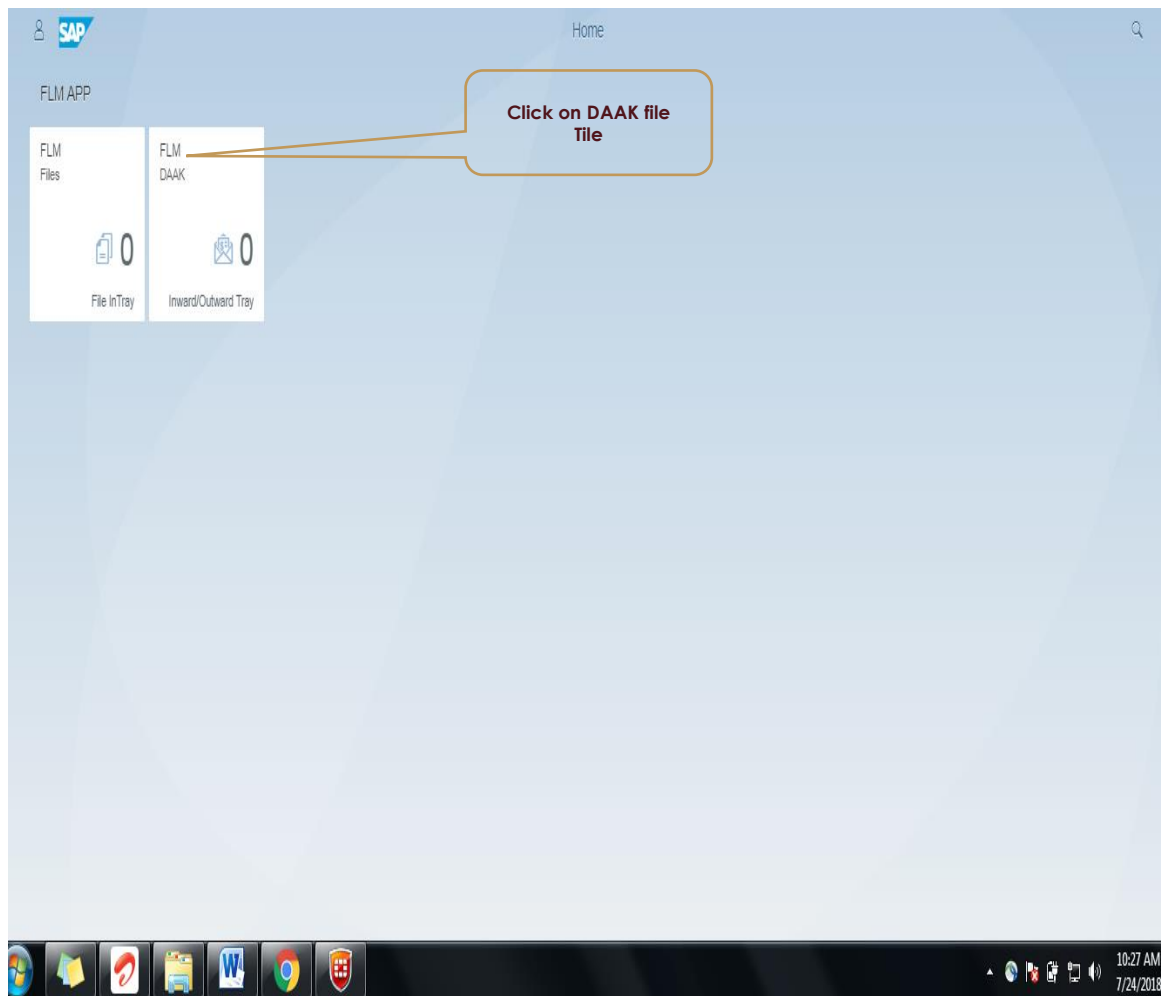 SAP
Home
FLM APP
Click on DAAK file
Tile
FLM
Files
0
File InTray
FLM
DAAK
0
Inward/Outward Tray
W
10:27 AM
7/24/2018